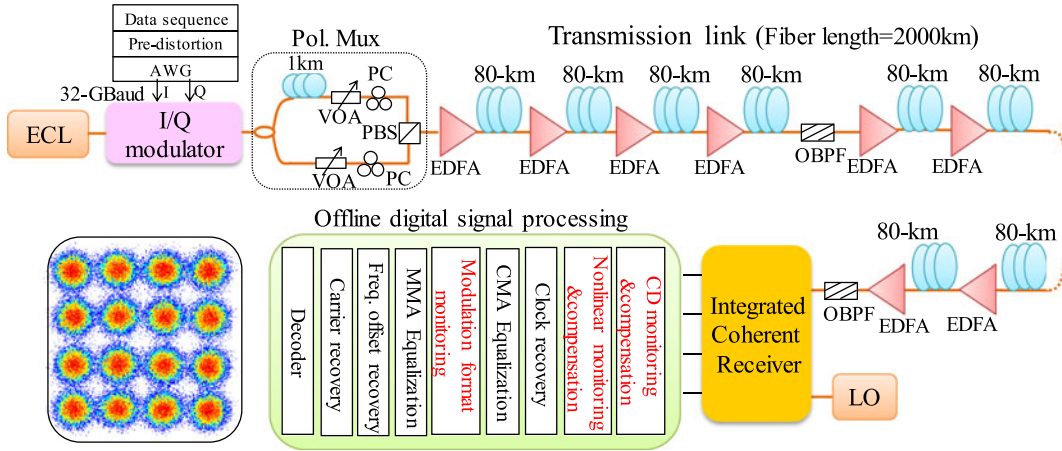 Data sequence
Pre-distortion
AWG
I
Q
32-GBaud
ECL
I/Q
modulator
Pol. Mux
1km
VOA
PC
PBS
VOA
PC
Transmission link (Fiber length=2000km)
80-km
80-km
80-km
80-km
80-km
80-km
EDFA
EDFA
EDFA
EDFA
OBPF
EDFA
EDFA
Offline digital signal processing
Decoder
Carrier recovery
Freq. offset recovery
MMA Equalization
Modulation format
monitoring
CMA Equalization
Clock recovery
Nonlinear monitoring
&compensation
CD monitoring
&compensation
Integrated
Coherent
Receiver
LO
80-km
80-km
OBPF
EDFA
EDFA